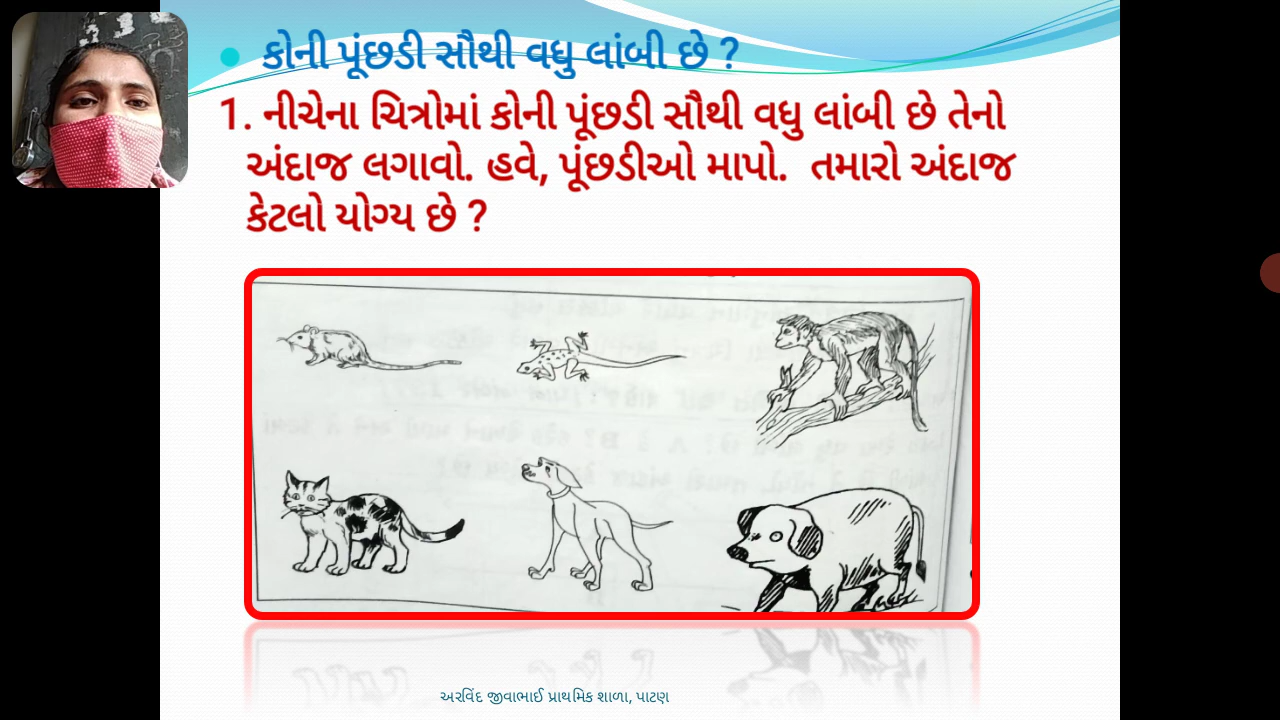 કોની પૂંછડી સૌથી વધુ લાંબી છે ?
1. નીચેના ચિત્રોમાં કોની પૂંછડી સૌથી વધુ લાંબી છે તેનો
અંદાજ લગાવો. હવે, પૂંછડીઓ માપો. તમારો અંદાજ
કેટલો યોગ્ય છે ?
અરવિંદ જીવાભાઈ પ્રાથમિક શાળા, પાટણ